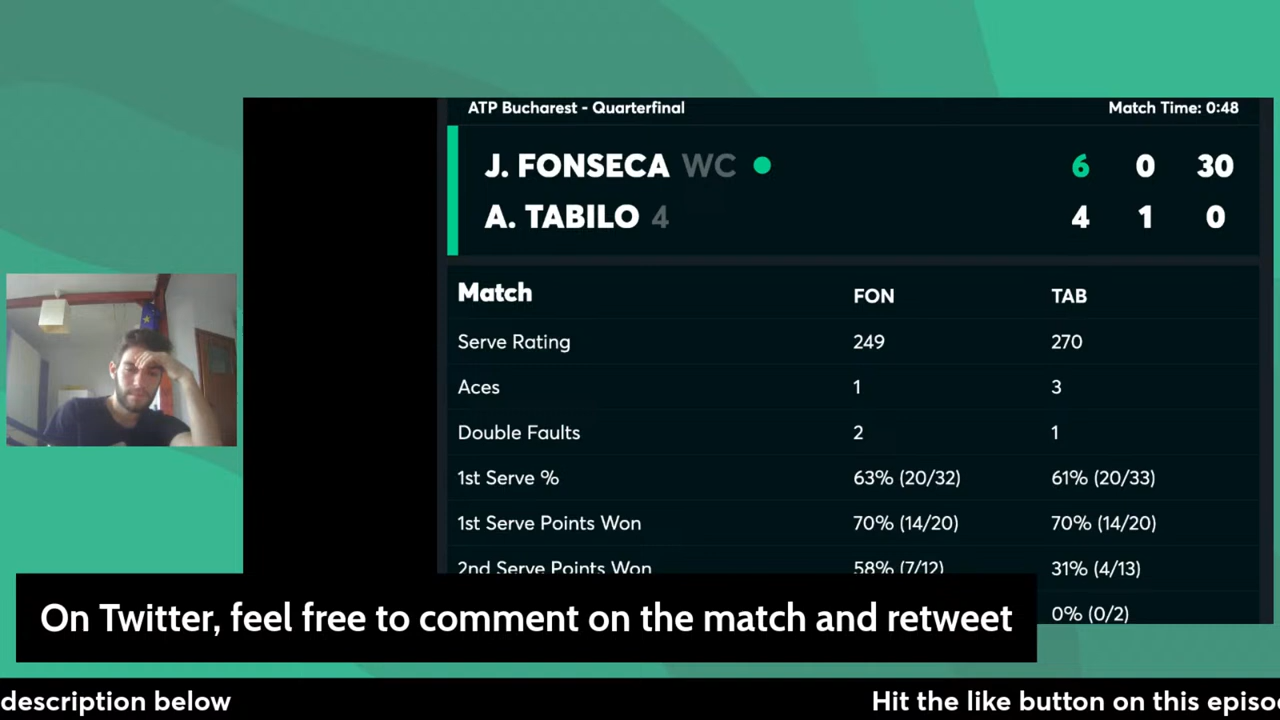 ATP Bucharest - Quarterfinal Match Time: 0:48
J. FONSECA WC 6 0 30
A. TABILO 4 4 1 0
Match FON TAB
Serve Rating 249 270
Aces 1 3
Double Faults 2 1
1st Serve % 63% (20/32) 61% (20/33)
1st Serve Points Won 70% (14/20) 70% (14/20)
2nd Serve Points Won 58% (7/12) 31% (4/13)
0% (0/2)
On Twitter, feel free to comment on the match and retweet
description below Hit the like button on this episo